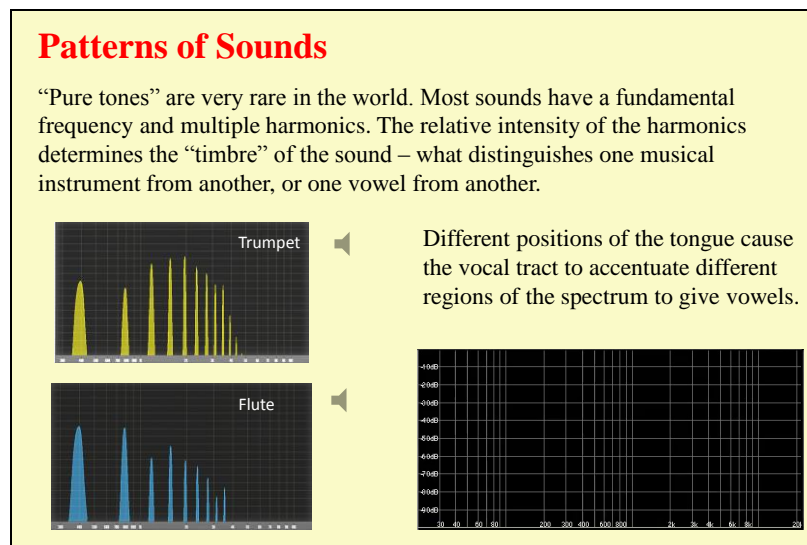 Patterns of Sounds
“Pure tones” are very rare in the world. Most sounds have a fundamental
frequency and multiple harmonics. The relative intensity of the harmonics
determines the “timbre” of the sound – what distinguishes one musical
instrument from another, or one vowel from another.
Trumpet
Different positions of the tongue cause
the vocal tract to accentuate different
regions of the spectrum to give vowels.
Flute
-10dB
-20dB
-30dB
-40dB
-50dB
-60dB
-70dB
-80dB
-90dB
30 40 60 80 200 300 400 600 800 2k 3k 4k 6k 8k